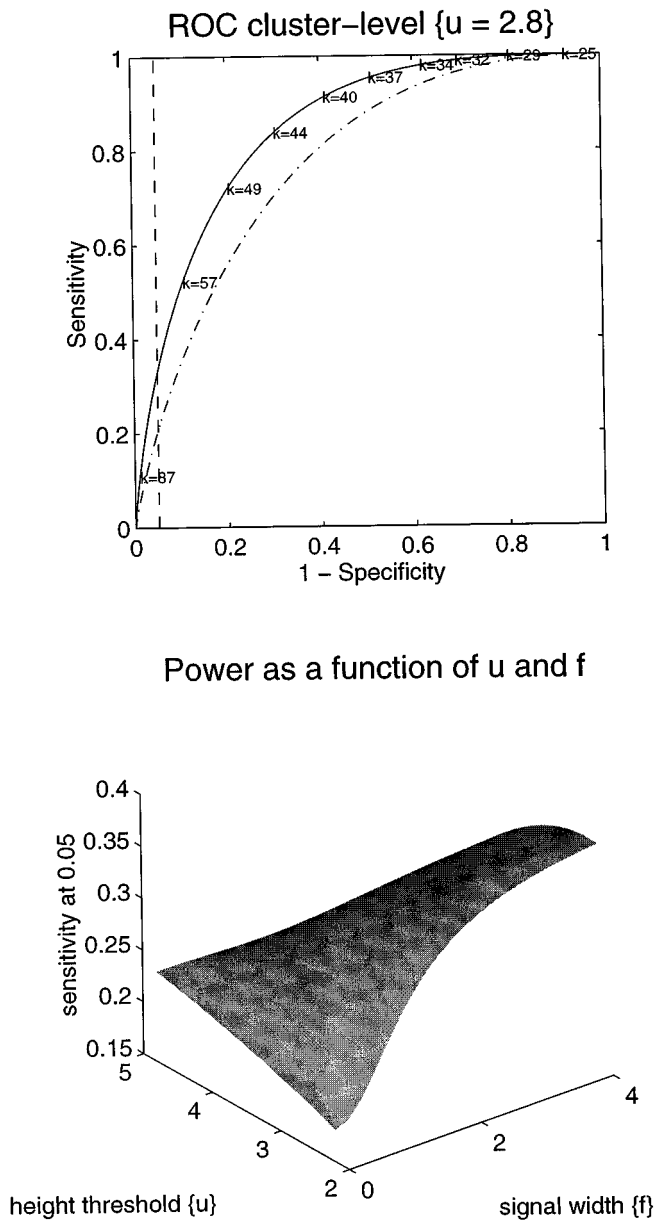 ROC cluster–level {u = 2.8}
1
k=34
k=32
k=29
k=25
k=37
k=40
0.8
k=44
k=49
0.6
k=57
Sensitivity
0.4
0.2
k=87
0
0
0.2
0.4
0.6
0.8
1
1 – Specificity
Power as a function of u and f
0.4
0.35
0.3
0.25
0.2
0.15
sensitivity at 0.05
5
4
3
2
0
2
4
height threshold {u}
signal width {f}